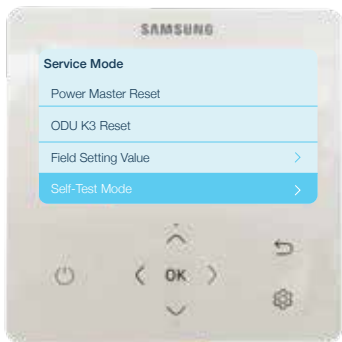 SAMSUNG
Service Mode
Power Master Reset
ODU K3 Reset
Field Setting Value
Self-Test Mode
OK